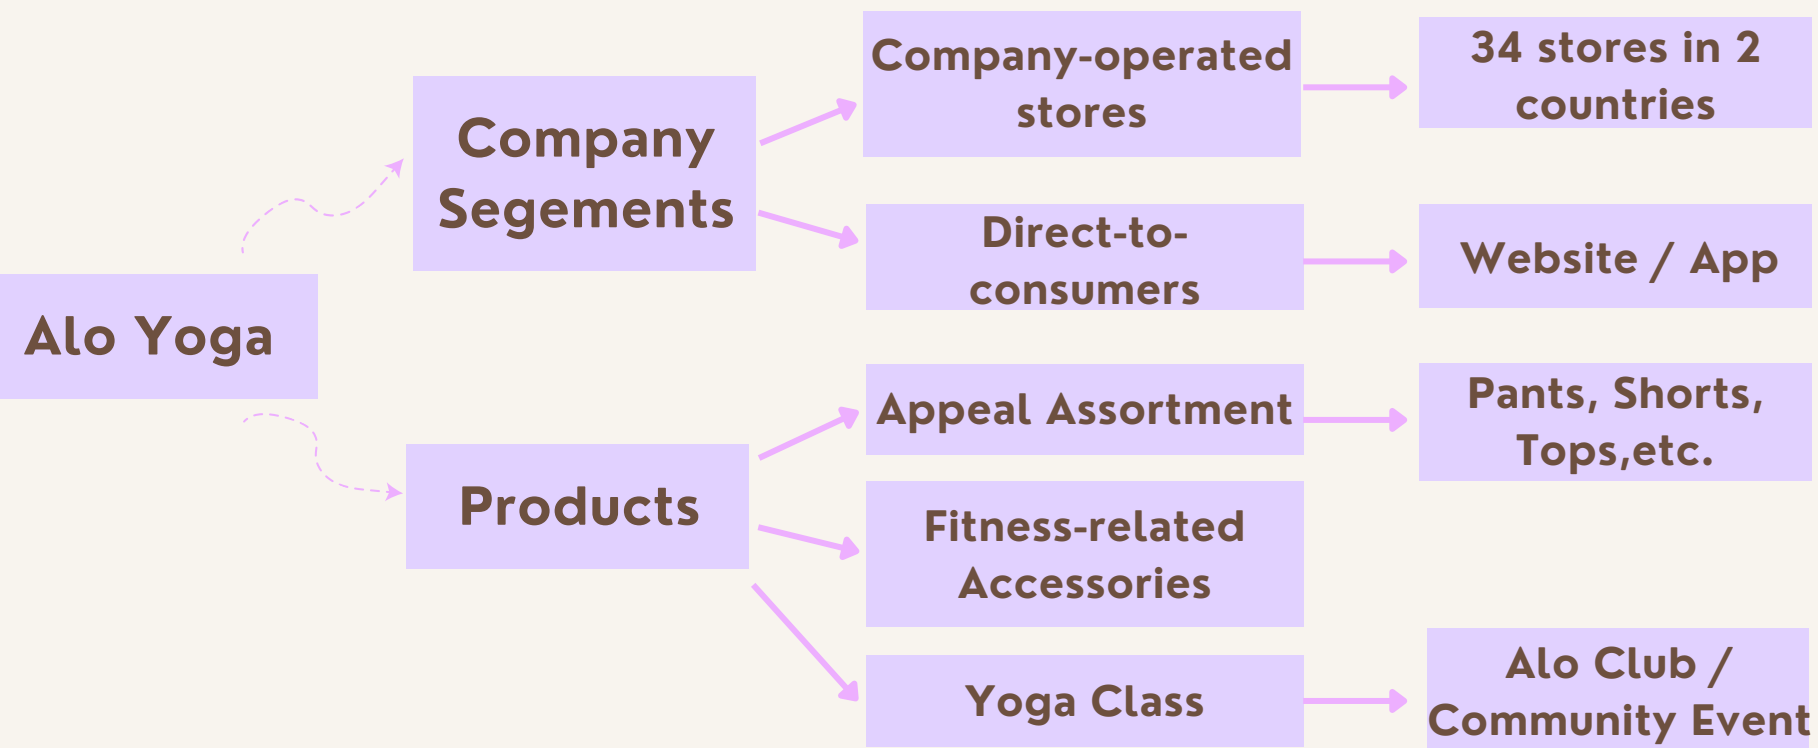 Alo Yoga
Company
Segements
Company-operated
stores
34 stores in 2
countries
Direct-to-
consumers
Website / App
Products
Appeal Assortment
Pants, Shorts,
Tops,etc.
Fitness-related
Accessories
Yoga Class
Alo Club /
Community Event